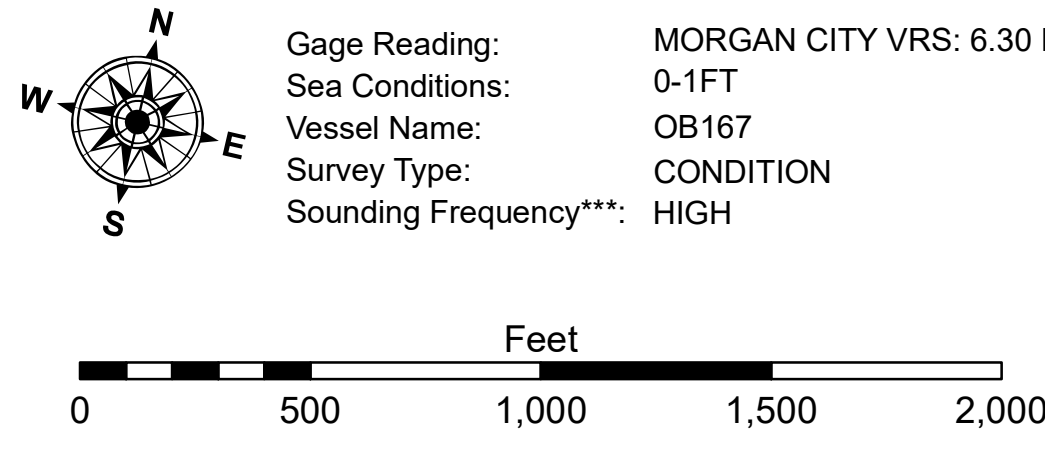 N
W
E
S
Gage Reading: MORGAN CITY VRS: 6.30
Sea Conditions: 0-1FT
Vessel Name: OB167
Survey Type: CONDITION
Sounding Frequency***: HIGH
Feet
0 500 1,000 1,500 2,000